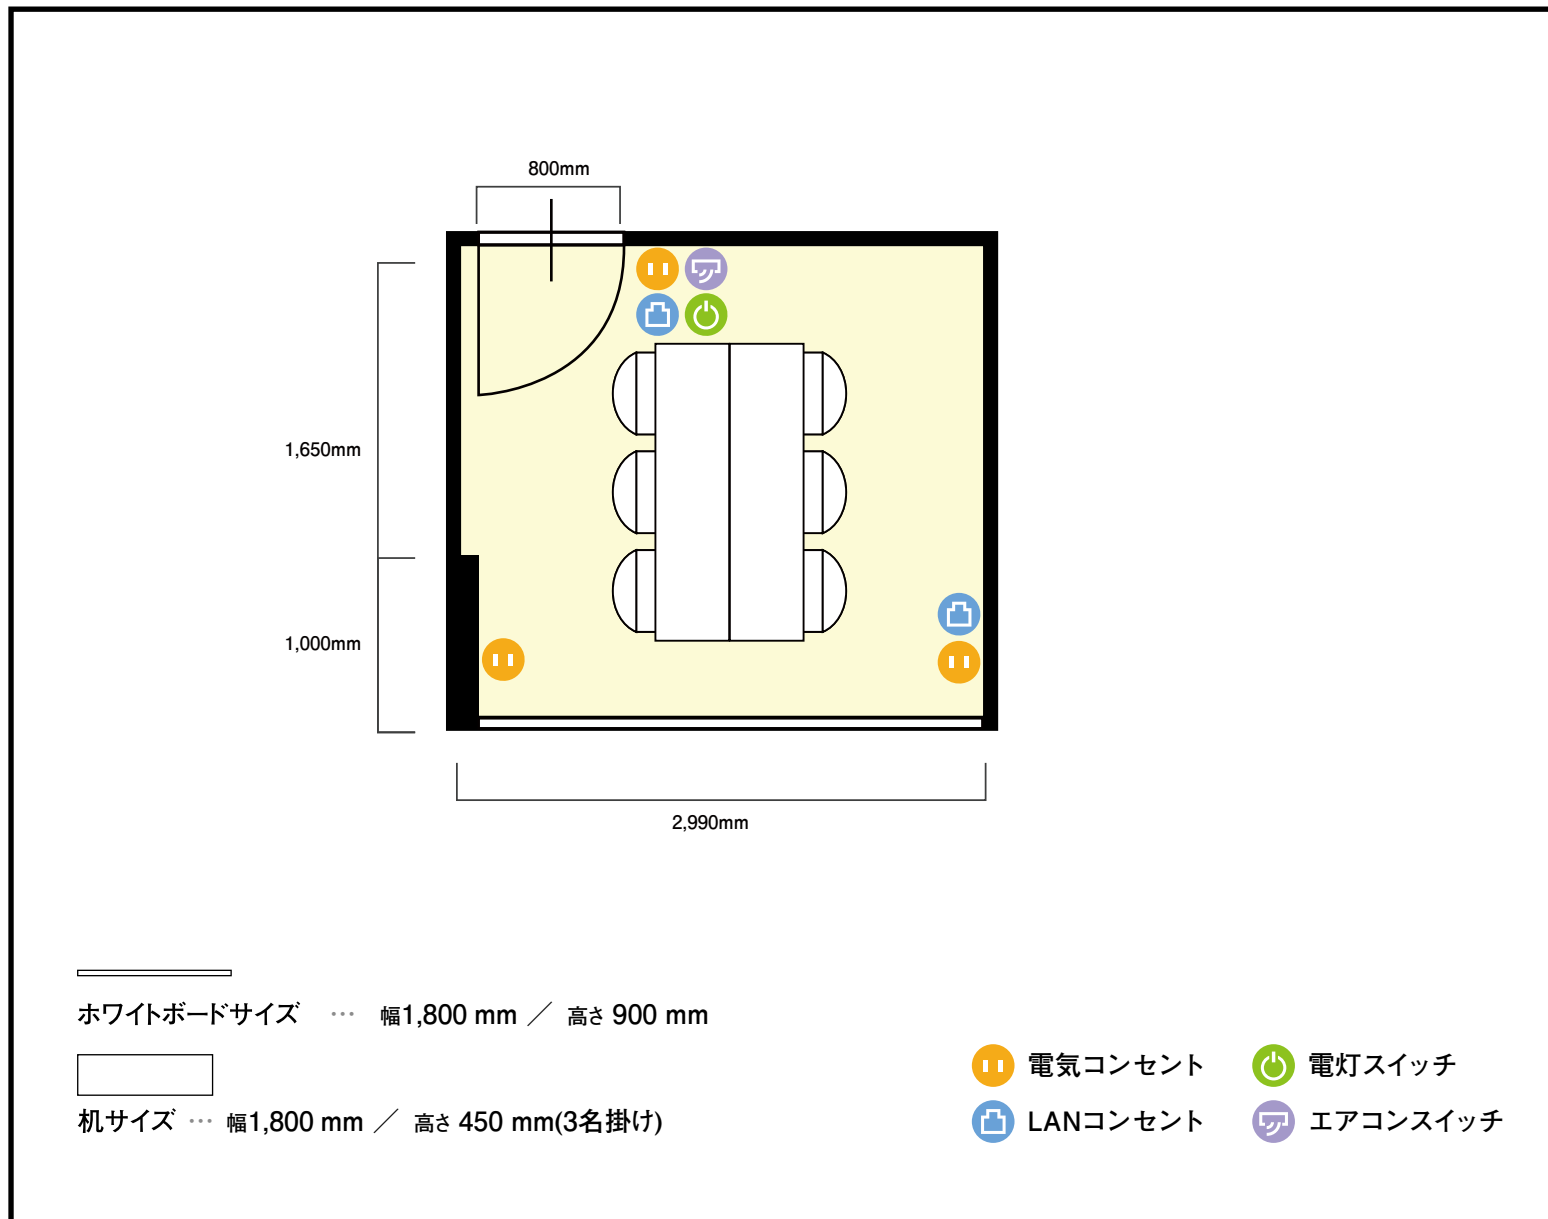 800mm
1,650mm
1,000mm
2,990mm
ホワイトボードサイズ … 幅1,800 mm ／ 高さ 900 mm
机サイズ … 幅1,800 mm ／ 高さ 450 mm(3名掛け)
電気コンセント 電灯スイッチ
LANコンセント エアコンスイッチ